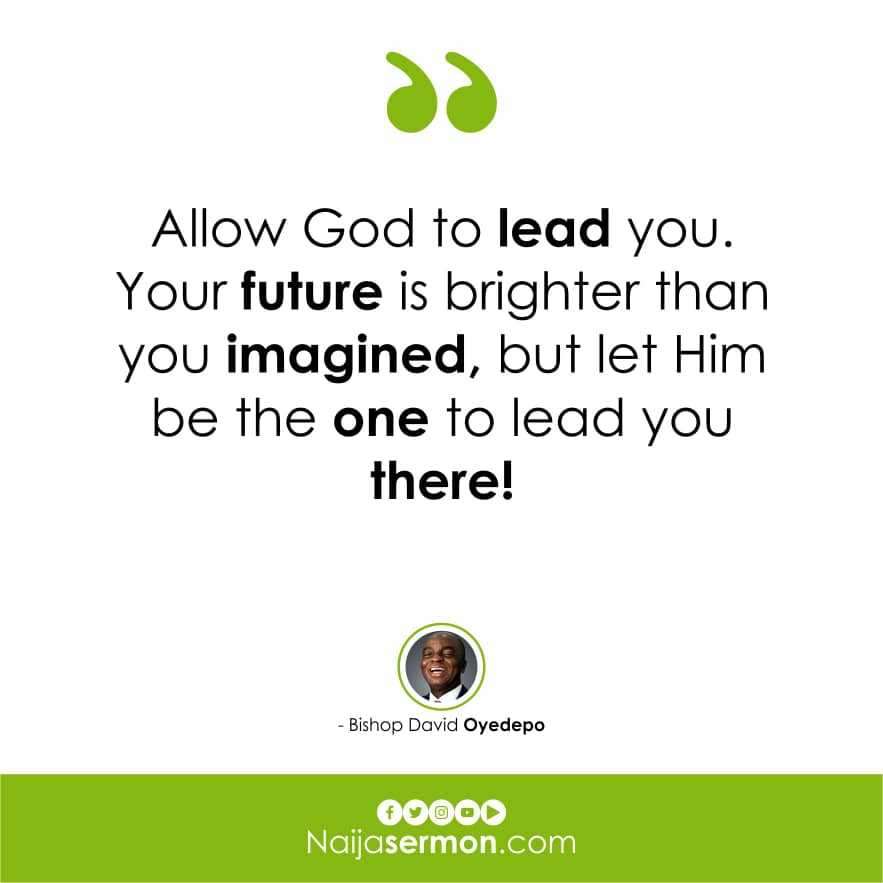 Allow God to lead you.
Your future is brighter than
you imagined, but let Him
be the one to lead you
there!
- Bishop David Oyedepo
Naijasermon.com